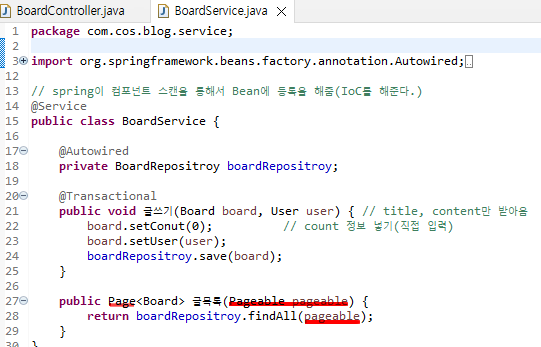 BoardController.java BoardService.java
1 package com.cos.blog.service;
2
3 import org.springframework.beans.factory.annotation.Autowired;
13 // spring이 컴포넌트 스캔을 통해서 Bean에 등록을 해줌(IoC를 해준다.)
14 @Service
15 public class BoardService {
16
17 @Autowired
18 private BoardRepositroy boardRepositroy;
19
20 @Transactional
21 public void 글쓰기(Board board, User user) { // title, content만 받아옴
22 board.setConut(0); // count 정보 넣기(직접 입력)
23 board.setUser(user);
24 boardRepositroy.save(board);
25 }
26
27 public Page<Board> 글목록(Pageable pageable) {
28 return boardRepositroy.findAll(pageable);
29 }
30